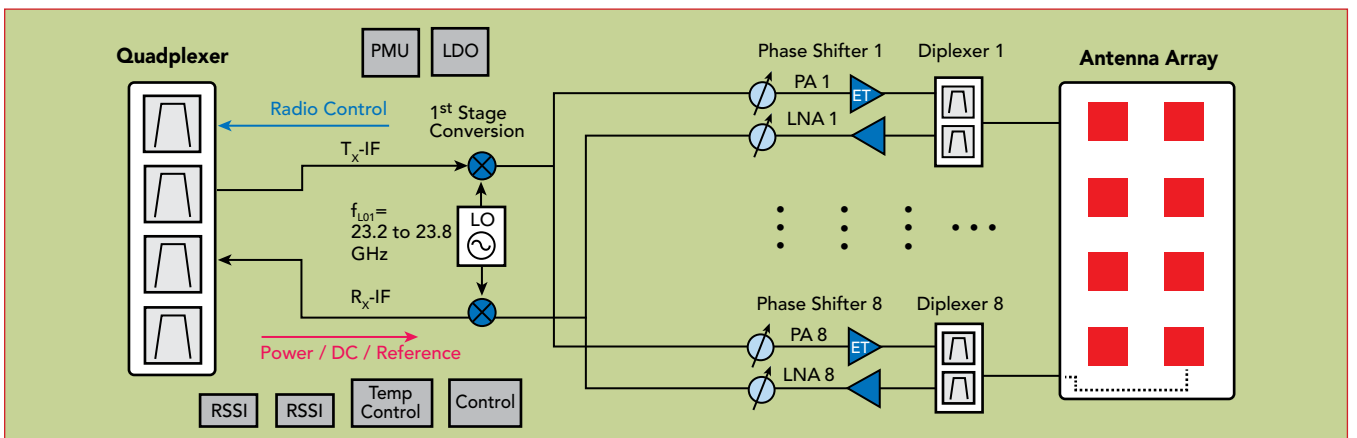 Quadplexer
PMU
LDO
Phase Shifter 1
Diplexer 1
Antenna Array
Radio Control
1st Stage
Conversion
PA 1
ET
LNA 1
Tx-IF
fL01=
23.2 to 23.8
GHz
LO
Rx-IF
Phase Shifter 8
Diplexer 8
PA 8
ET
LNA 8
Power / DC / Reference
RSSI
RSSI
Temp
Control
Control